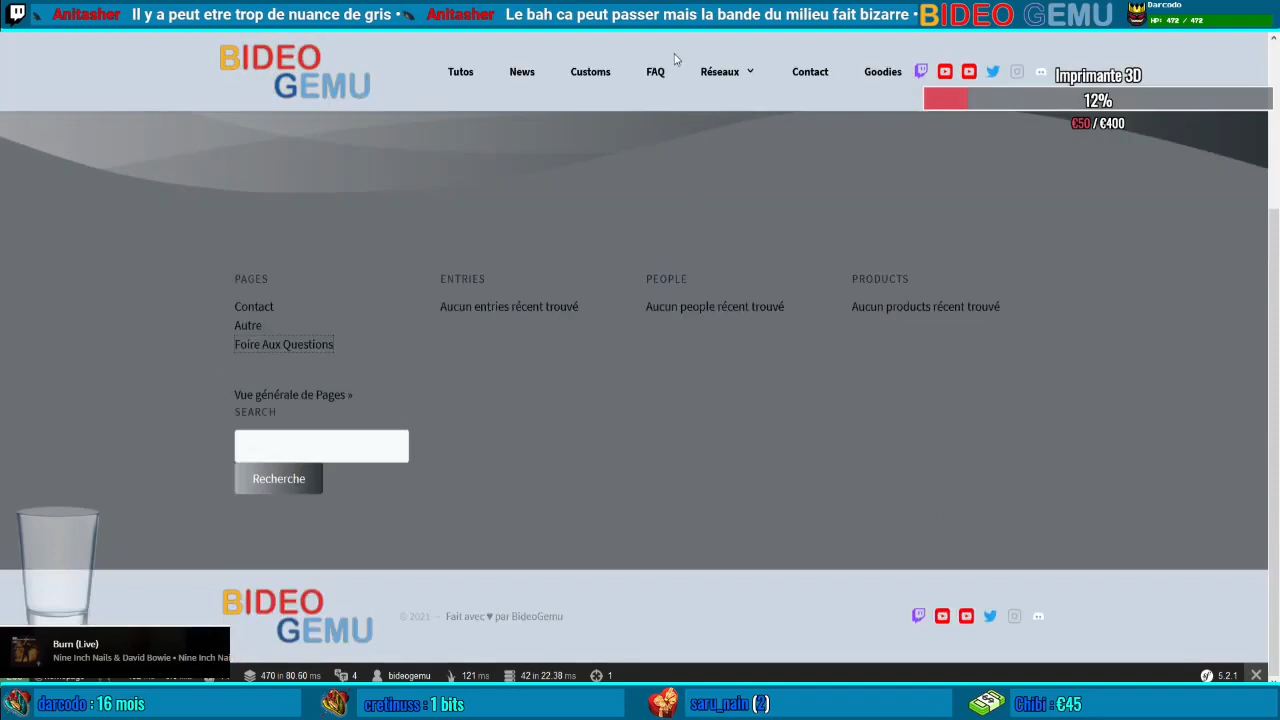 Anitasher Il y a peut etre trop de nuance de gris • Anitasher Le bah ca peut passer mais la bande du milieu fait bizarre • BIDEO GEMU
Darcodo
HP: 472 / 472
BIDEO
GEMU
Tutos News Customs FAQ Réseaux Contact Goodies
Imprimante 3D
12%
€50 / €400
PAGES
Contact
Autre
Foire Aux Questions
Vue générale de Pages »
SEARCH
Recherche
ENTRIES
Aucun entries récent trouvé
PEOPLE
Aucun people récent trouvé
PRODUCTS
Aucun products récent trouvé
BIDEO
GEMU
© 2021 — Fait avec ♥ par BideoGemu
Burn (Live)
Nine Inch Nails & David Bowie • Nine Inch Nai
470 in 80.60 ms 4 bideogemu 121 ms 42 in 22.38 ms 1 5.2.1
darcodo : 16 mois cretinuss : 1 bits saru_nain (2) Chibi : €45